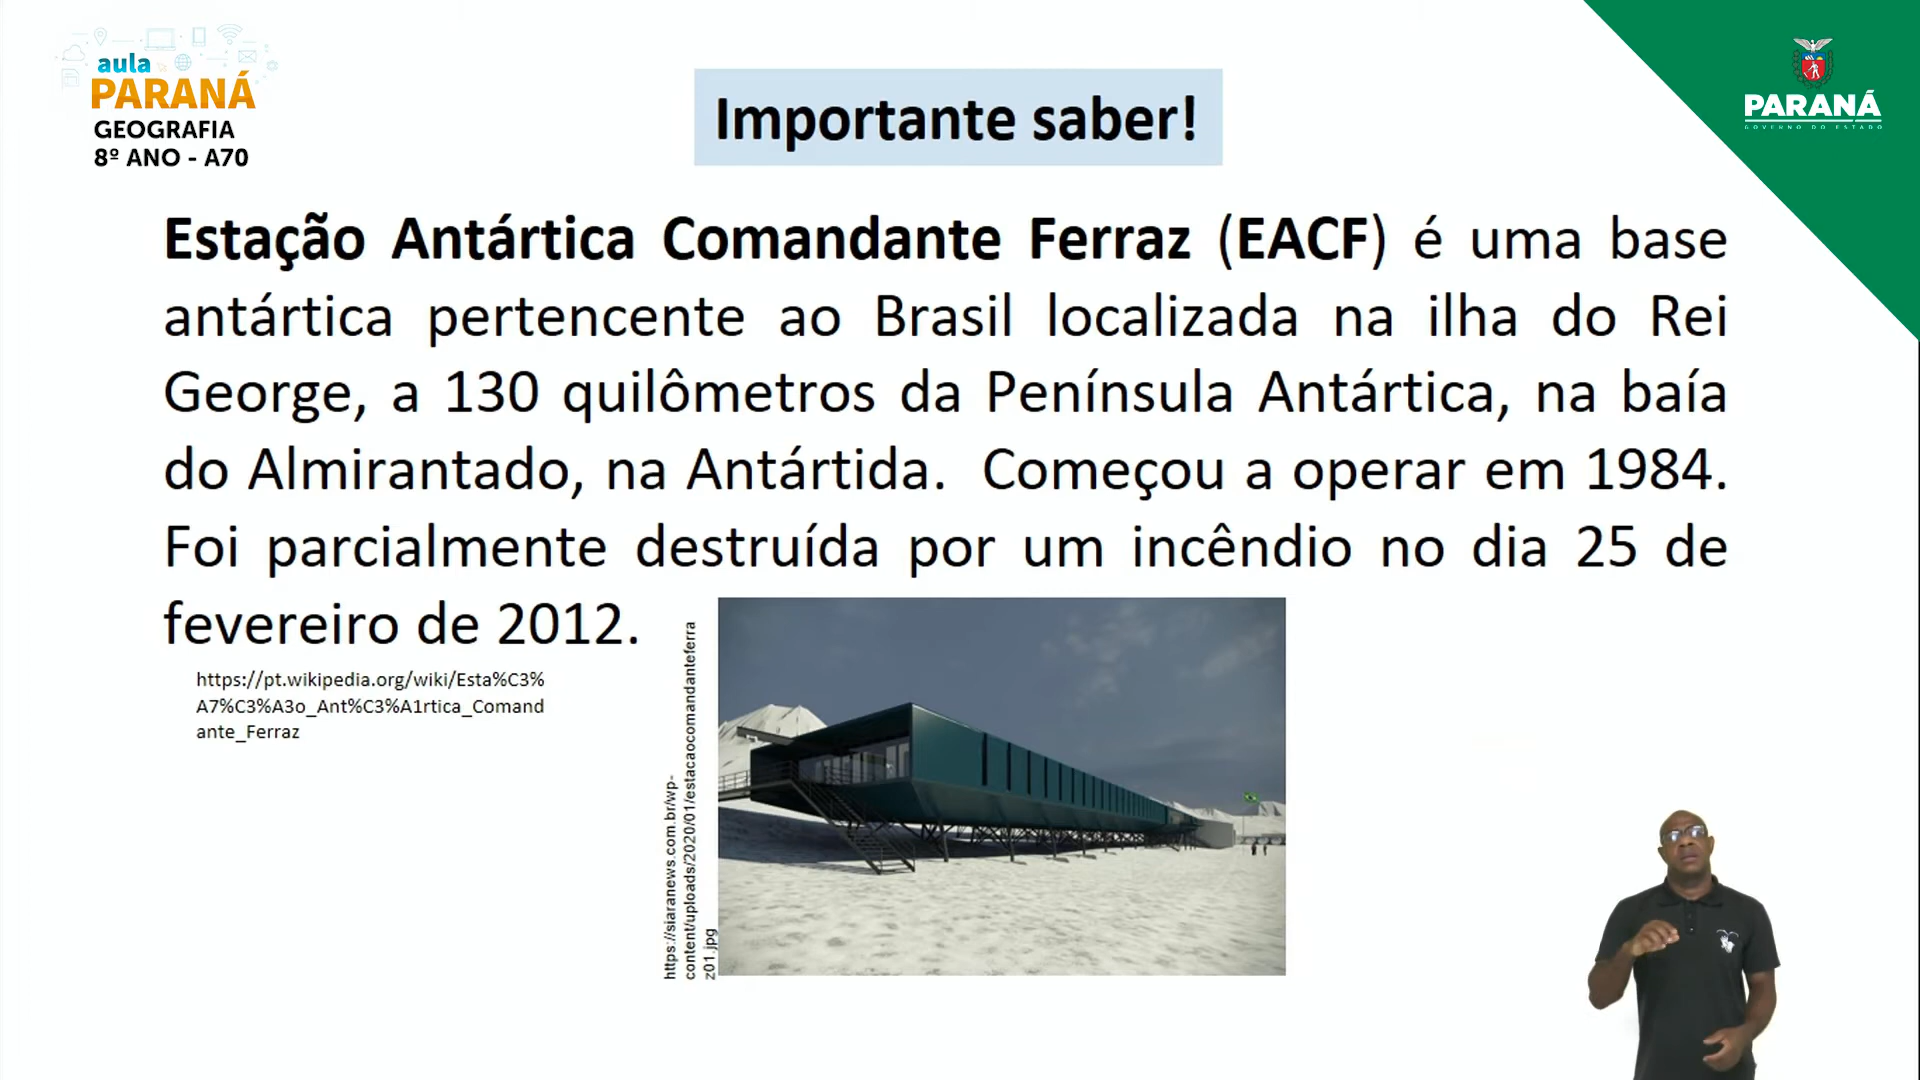 aula
PARANÁ
GEOGRAFIA
8º ANO - A70
PARANÁ
GOVERNO DO ESTADO
Importante saber!
Estação Antártica Comandante Ferraz (EACF) é uma base
antártica pertencente ao Brasil localizada na ilha do Rei
George, a 130 quilômetros da Península Antártica, na baía
do Almirantado, na Antártida. Começou a operar em 1984.
Foi parcialmente destruída por um incêndio no dia 25 de
fevereiro de 2012.
https://pt.wikipedia.org/wiki/Esta%C3%
A7%C3%A3o_Ant%C3%A1rtica_Comand
ante_Ferraz
https://siaranews.com.br/wp-
content/uploads/2020/01/estacaocomandanteferra
z01.jpg